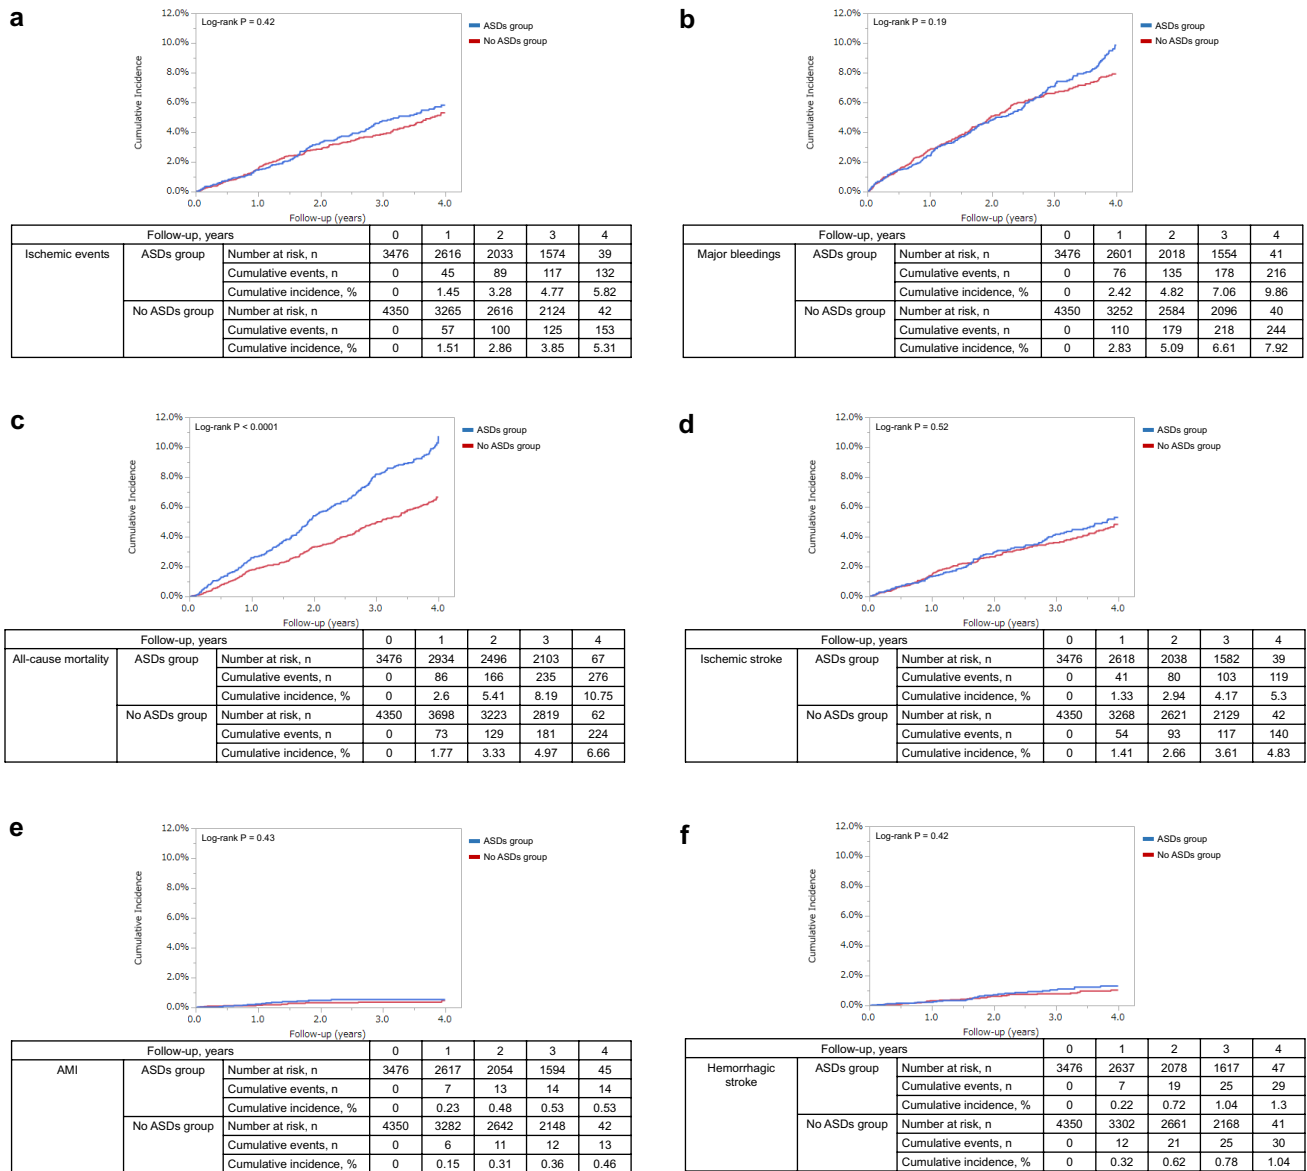 a
Log-rank P = 0.42
12.0%
10.0%
8.0%
6.0%
4.0%
2.0%
0.0%
Cumulative Incidence
0.0 1.0 2.0 3.0 4.0
Follow-up (years)
ASDs group
No ASDs group
Follow-up, years 0 1 2 3 4
Ischemic events ASDs group Number at risk, n 3476 2616 2033 1574 39
Cumulative events, n 0 45 89 117 132
Cumulative incidence, % 0 1.45 3.28 4.77 5.82
No ASDs group Number at risk, n 4350 3265 2616 2124 42
Cumulative events, n 0 57 100 125 153
Cumulative incidence, % 0 1.51 2.86 3.85 5.31
b
Log-rank P = 0.19
12.0%
10.0%
8.0%
6.0%
4.0%
2.0%
0.0%
Cumulative Incidence
0.0 1.0 2.0 3.0 4.0
Follow-up (years)
ASDs group
No ASDs group
Follow-up, years 0 1 2 3 4
Major bleedings ASDs group Number at risk, n 3476 2601 2018 1554 41
Cumulative events, n 0 76 135 178 216
Cumulative incidence, % 0 2.42 4.82 7.06 9.86
No ASDs group Number at risk, n 4350 3252 2584 2096 40
Cumulative events, n 0 110 179 218 244
Cumulative incidence, % 0 2.83 5.09 6.61 7.92
c
Log-rank P < 0.0001
12.0%
10.0%
8.0%
6.0%
4.0%
2.0%
0.0%
Cumulative Incidence
0.0 1.0 2.0 3.0 4.0
Follow-up (years)
ASDs group
No ASDs group
Follow-up, years 0 1 2 3 4
All-cause mortality ASDs group Number at risk, n 3476 2934 2496 2103 67
Cumulative events, n 0 86 166 235 276
Cumulative incidence, % 0 2.6 5.41 8.19 10.75
No ASDs group Number at risk, n 4350 3698 3223 2819 62
Cumulative events, n 0 73 129 181 224
Cumulative incidence, % 0 1.77 3.33 4.97 6.66
d
Log-rank P = 0.52
12.0%
10.0%
8.0%
6.0%
4.0%
2.0%
0.0%
Cumulative Incidence
0.0 1.0 2.0 3.0 4.0
Follow-up (years)
ASDs group
No ASDs group
Follow-up, years 0 1 2 3 4
Ischemic stroke ASDs group Number at risk, n 3476 2618 2038 1582 39
Cumulative events, n 0 41 80 103 119
Cumulative incidence, % 0 1.33 2.94 4.17 5.3
No ASDs group Number at risk, n 4350 3268 2621 2129 42
Cumulative events, n 0 54 93 117 140
Cumulative incidence, % 0 1.41 2.66 3.61 4.83
e
Log-rank P = 0.43
12.0%
10.0%
8.0%
6.0%
4.0%
2.0%
0.0%
Cumulative Incidence
0.0 1.0 2.0 3.0 4.0
Follow-up (years)
ASDs group
No ASDs group
Follow-up, years 0 1 2 3 4
AMI ASDs group Number at risk, n 3476 2617 2054 1594 45
Cumulative events, n 0 7 13 14 14
Cumulative incidence, % 0 0.23 0.48 0.53 0.53
No ASDs group Number at risk, n 4350 3282 2642 2148 42
Cumulative events, n 0 6 11 12 13
Cumulative incidence, % 0 0.15 0.31 0.36 0.46
f
Log-rank P = 0.42
12.0%
10.0%
8.0%
6.0%
4.0%
2.0%
0.0%
Cumulative Incidence
0.0 1.0 2.0 3.0 4.0
Follow-up (years)
ASDs group
No ASDs group
Follow-up, years 0 1 2 3 4
Hemorrhagic stroke ASDs group Number at risk, n 3476 2637 2078 1617 47
Cumulative events, n 0 7 19 25 29
Cumulative incidence, % 0 0.22 0.72 1.04 1.3
No ASDs group Number at risk, n 4350 3302 2661 2168 41
Cumulative events, n 0 12 21 25 30
Cumulative incidence, % 0 0.32 0.62 0.78 1.04